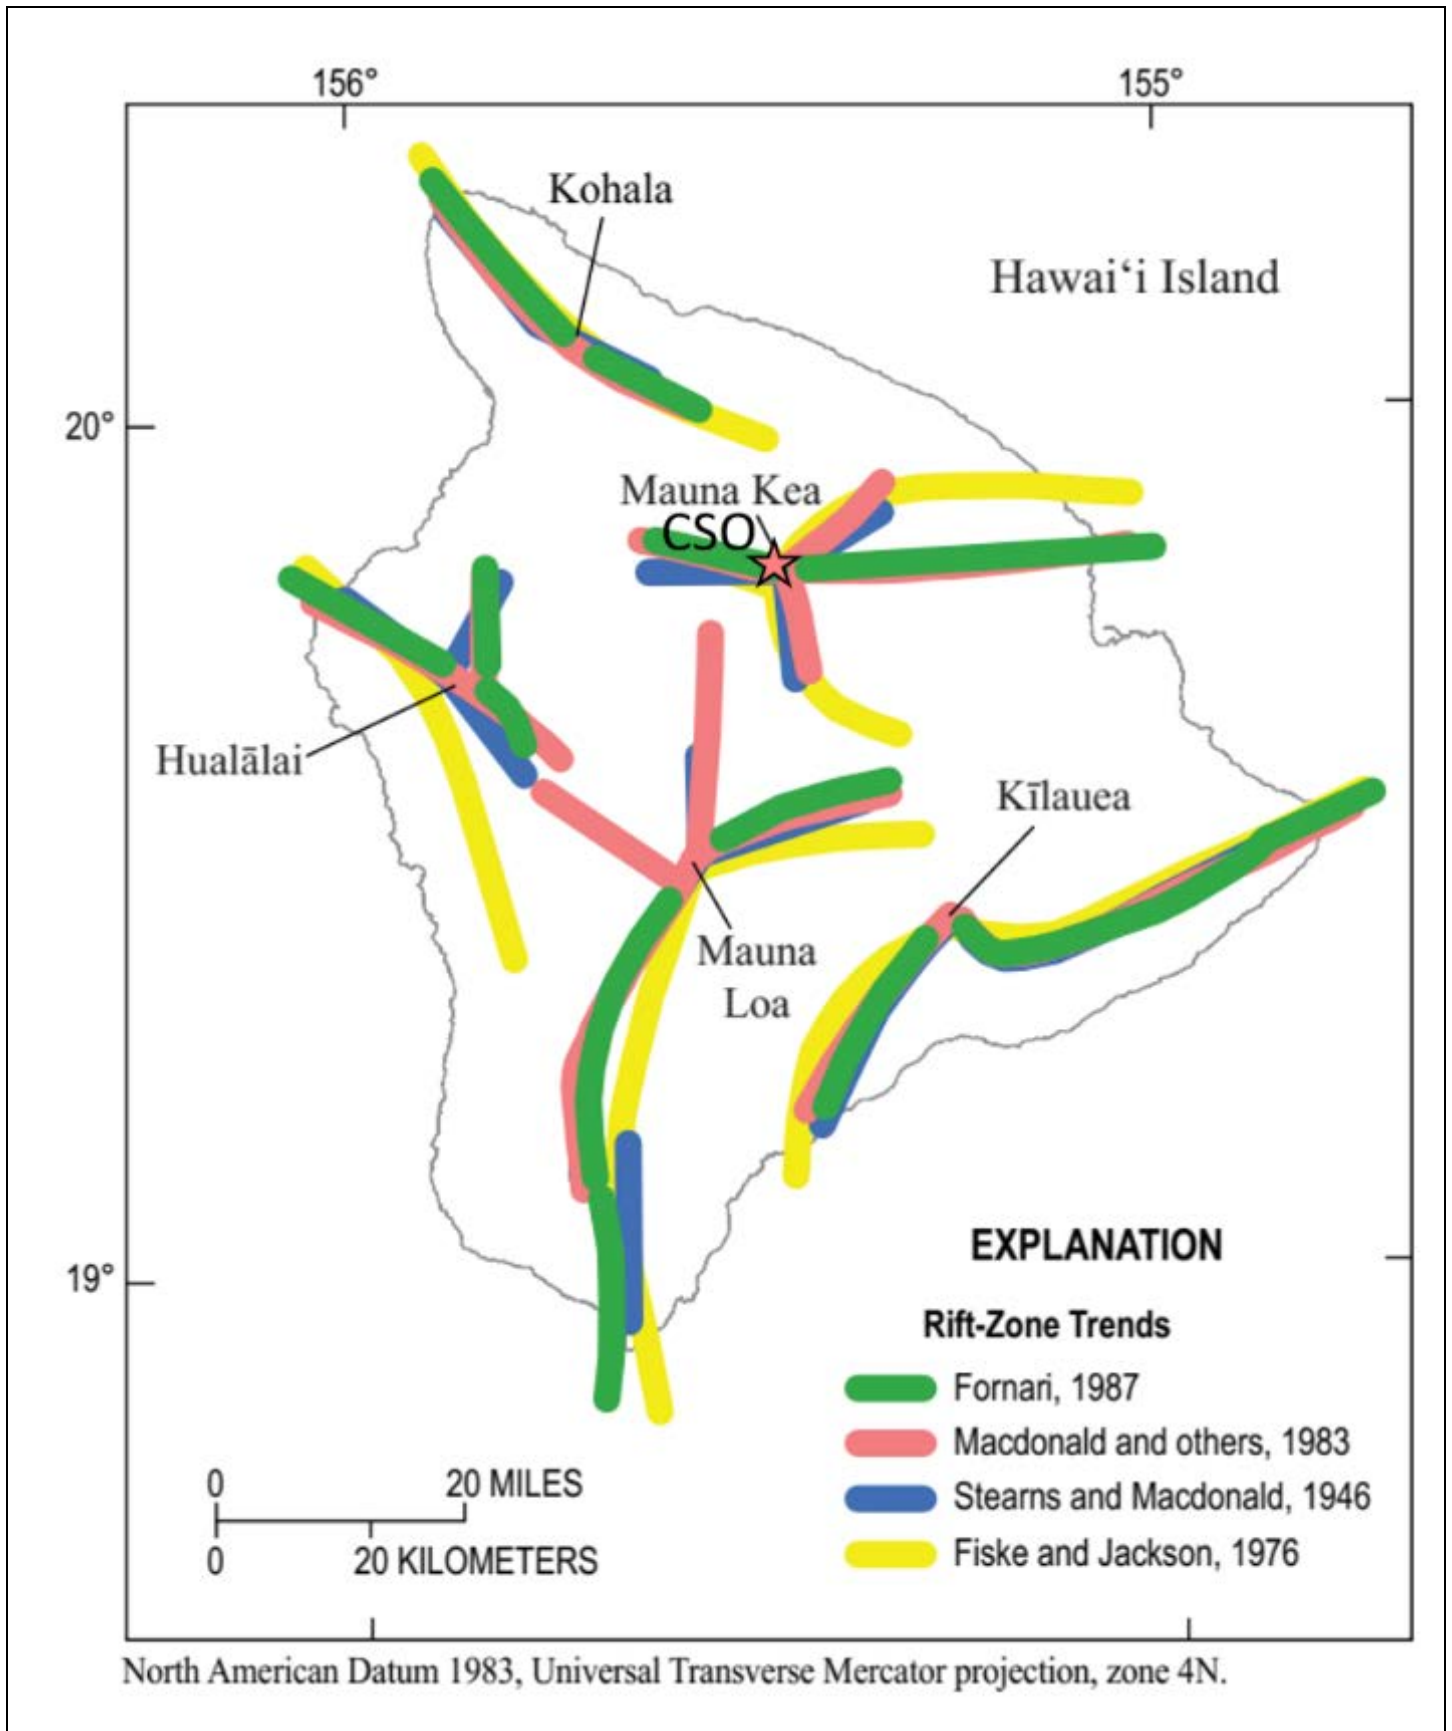 156°
155°
Kohala
Hawaiʻi Island
20°
Mauna Kea
CSO
Hualālai
Kīlauea
Mauna
Loa
19°
EXPLANATION
Rift-Zone Trends
Fornari, 1987
Macdonald and others, 1983
Stearns and Macdonald, 1946
Fiske and Jackson, 1976
0 20 MILES
0 20 KILOMETERS
North American Datum 1983, Universal Transverse Mercator projection, zone 4N.